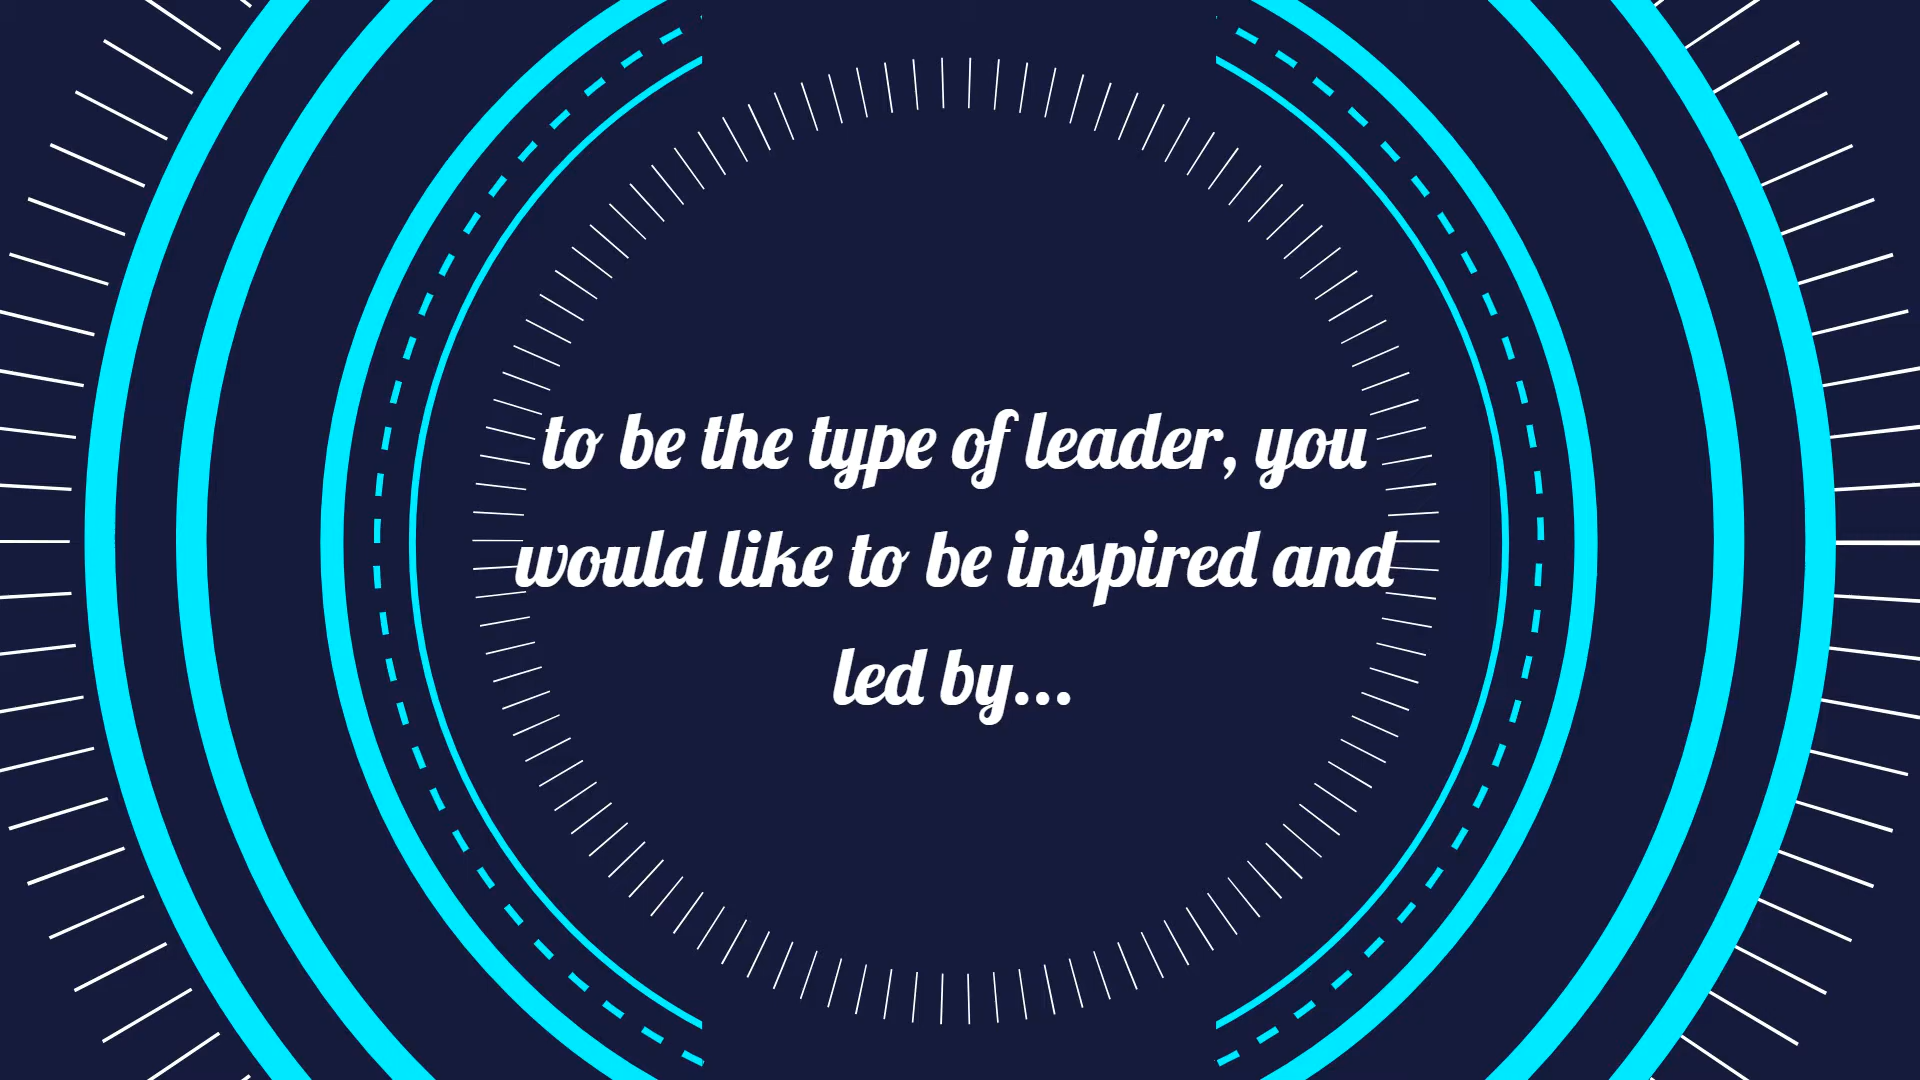 to be the type of leader, you
would like to be inspired and
led by...